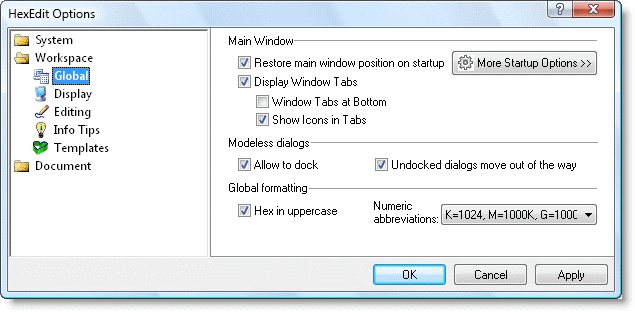 HexEdit Options
System
Workspace
Global
Display
Editing
Info Tips
Templates
Document
Main Window
Restore main window position on startup
More Startup Options >>
Display Window Tabs
Window Tabs at Bottom
Show Icons in Tabs
Modeless dialogs
Allow to dock
Undocked dialogs move out of the way
Global formatting
Hex in uppercase
Numeric
abbreviations:
K=1024, M=1000K, G=100
OK
Cancel
Apply